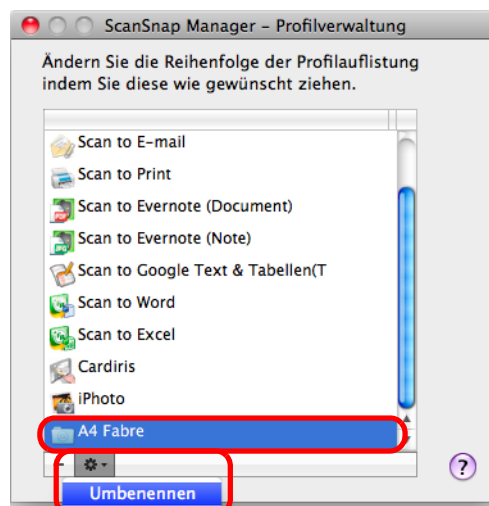 ScanSnap Manager – Profilverwaltung
Ändern Sie die Reihenfolge der Profilauflistung
indem Sie diese wie gewünscht ziehen.
Scan to E-mail
Scan to Print
Scan to Evernote (Document)
Scan to Evernote (Note)
Scan to Google Text & Tabellen(T
Scan to Word
Scan to Excel
Cardiris
iPhoto
A4 Fabre
?
Umbenennen